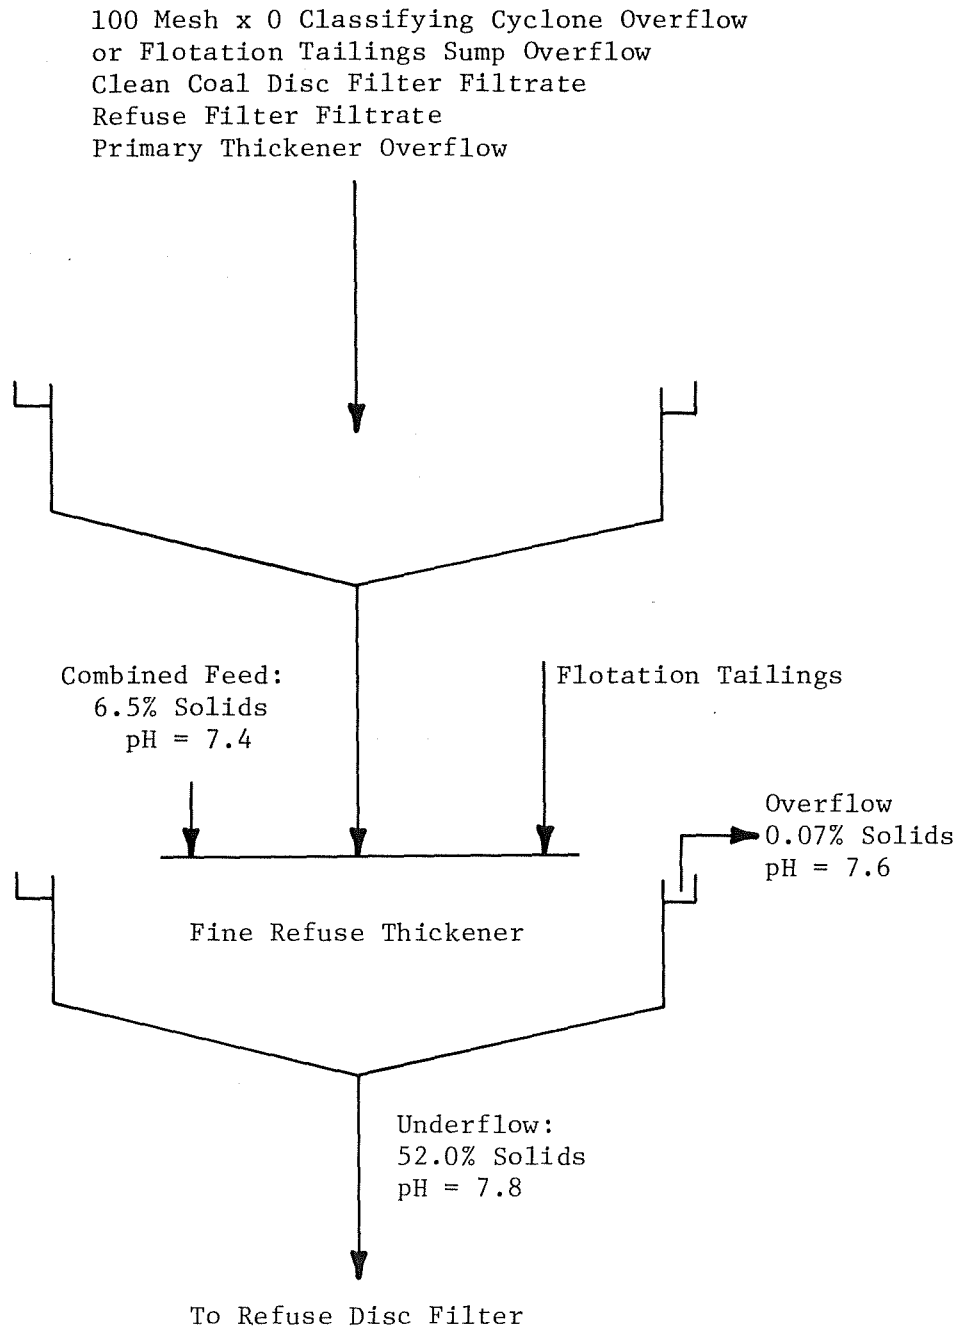 100 Mesh x 0 Classifying Cyclone Overflow
or Flotation Tailings Sump Overflow
Clean Coal Disc Filter Filtrate
Refuse Filter Filtrate
Primary Thickener Overflow
Combined Feed:
6.5% Solids
pH = 7.4
Flotation Tailings
Overflow
0.07% Solids
pH = 7.6
Fine Refuse Thickener
Underflow:
52.0% Solids
pH = 7.8
To Refuse Disc Filter